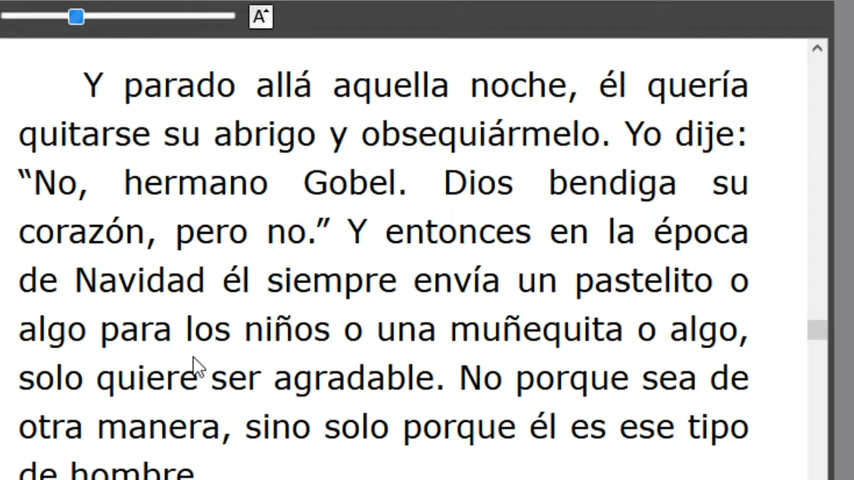 A
Y parado allá aquella noche, él quería
quitarse su abrigo y obsequiármelo. Yo dije:
“No, hermano Gobel. Dios bendiga su
corazón, pero no.” Y entonces en la época
de Navidad él siempre envía un pastelito o
algo para los niños o una muñequita o algo,
solo quiere ser agradable. No porque sea de
otra manera, sino solo porque él es ese tipo
de hombre